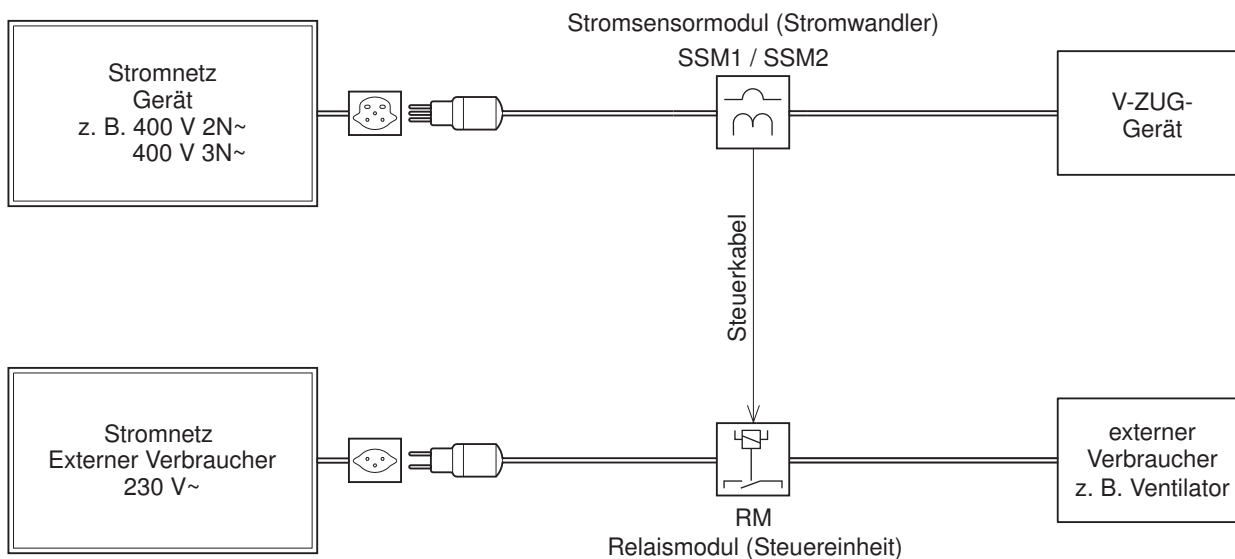 Stromsensormodul (Stromwandler)
SSM1 / SSM2
Stromnetz
Gerät
z. B. 400 V 2N~
400 V 3N~
V-ZUG-
Gerät
Steuerkabel
Stromnetz
Externer Verbraucher
230 V~
externer
Verbraucher
z. B. Ventilator
RM
Relaismodul (Steuereinheit)